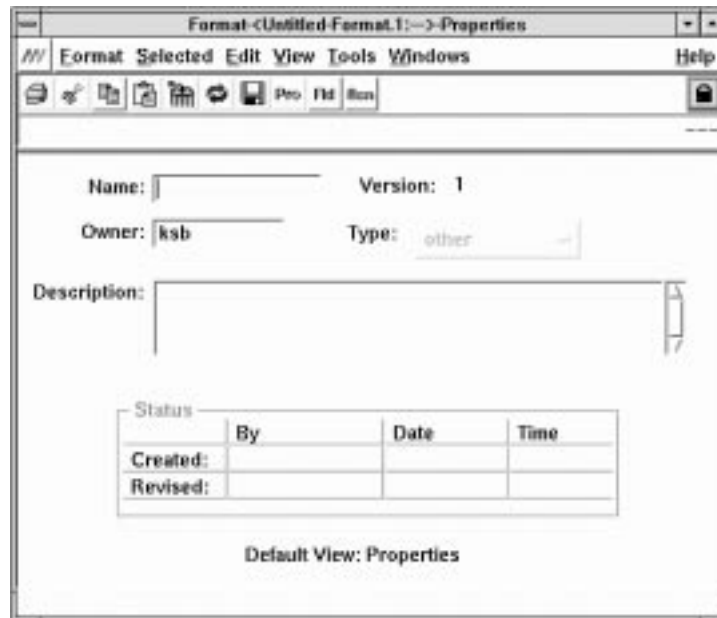 Format-<Untitled-Format.1:-->-Properties
Format Selected Edit View Tools Windows Help
Pro Fld Run
---
Name: Version: 1
Owner: ksb Type: other
Description:
Status
By Date Time
Created:
Revised:
Default View: Properties